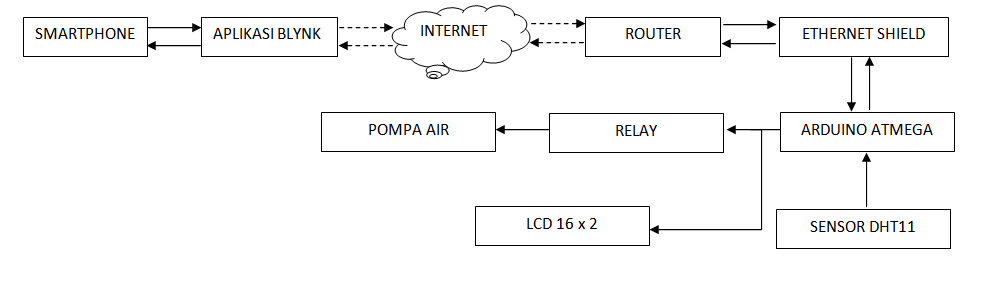 SMARTPHONE
APLIKASI BLYNK
INTERNET
ROUTER
ETHERNET SHIELD
POMPA AIR
RELAY
ARDUINO ATMEGA
LCD 16 x 2
SENSOR DHT11